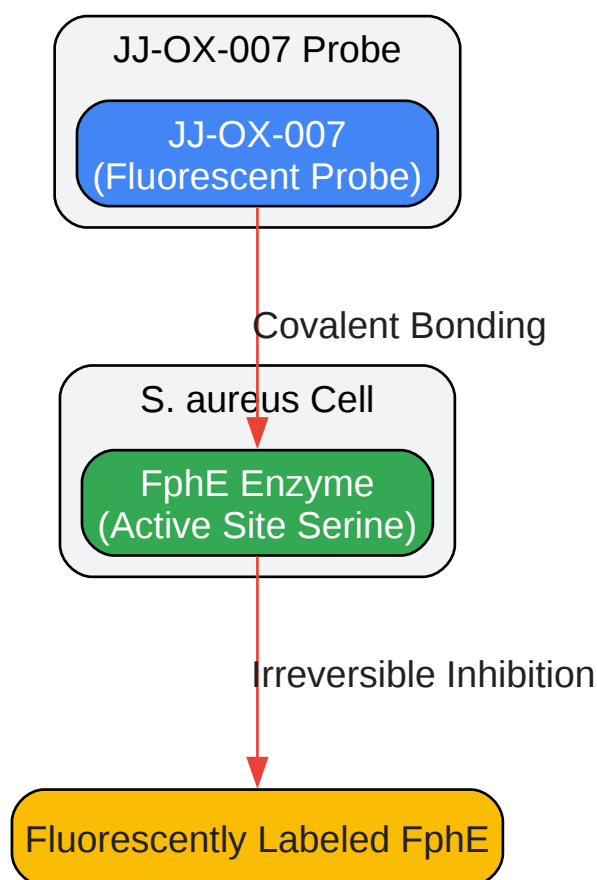 JJ-OX-007 Probe
JJ-OX-007
(Fluorescent Probe)
Covalent Bonding
S. aureus Cell
FphE Enzyme
(Active Site Serine)
Irreversible Inhibition
Fluorescently Labeled FphE